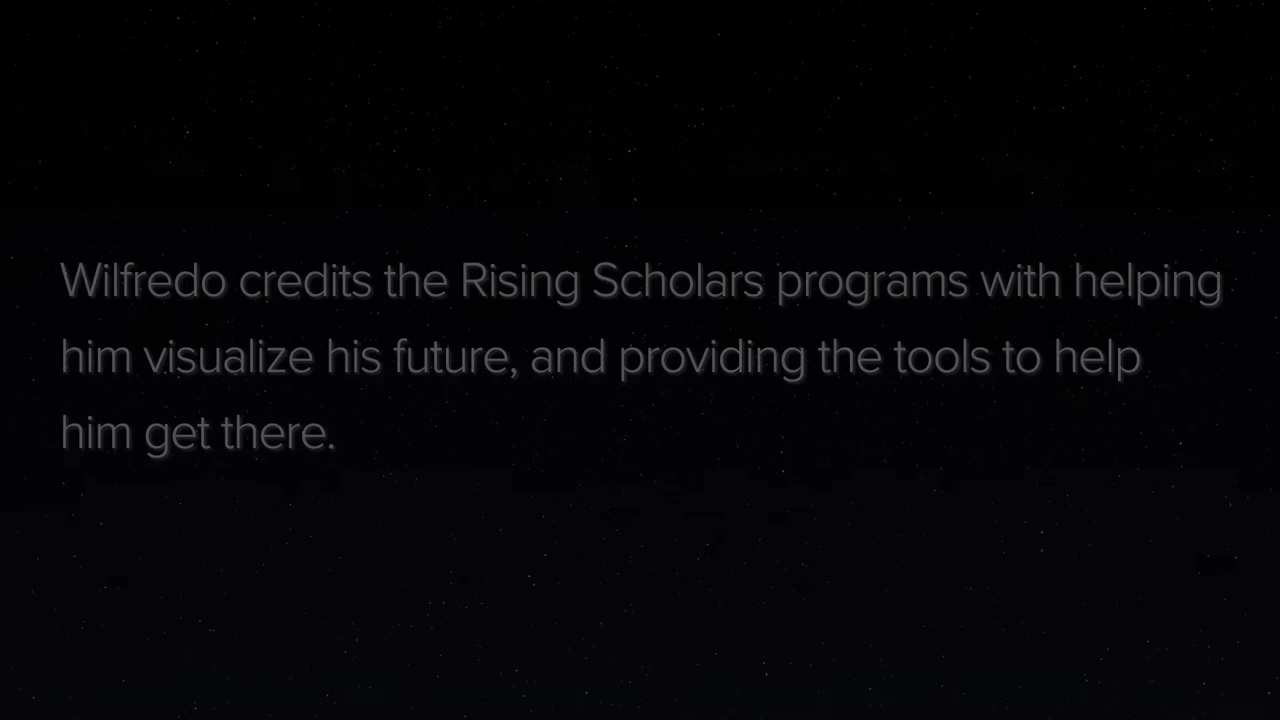 Wilfredo credits the Rising Scholars programs with helping
him visualize his future, and providing the tools to help
him get there.